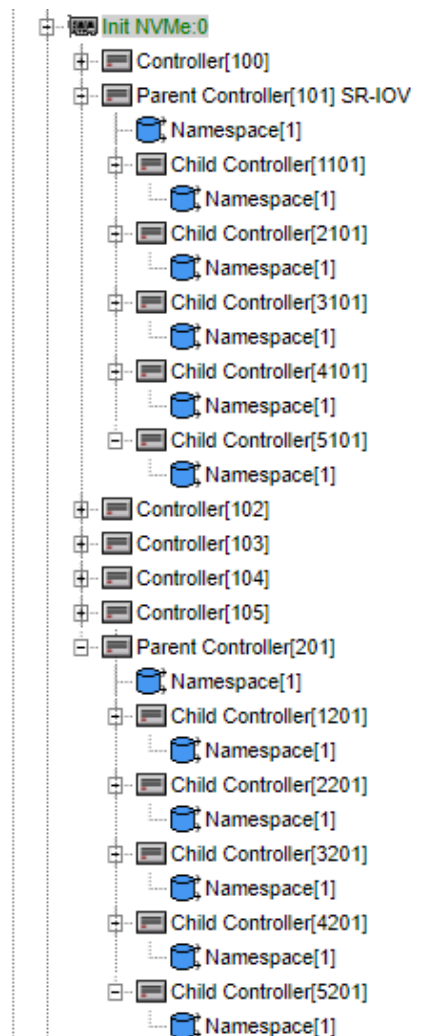 Init NVMe:0
Controller[100]
Parent Controller[101] SR-IOV
Namespace[1]
Child Controller[1101]
Namespace[1]
Child Controller[2101]
Namespace[1]
Child Controller[3101]
Namespace[1]
Child Controller[4101]
Namespace[1]
Child Controller[5101]
Namespace[1]
Controller[102]
Controller[103]
Controller[104]
Controller[105]
Parent Controller[201]
Namespace[1]
Child Controller[1201]
Namespace[1]
Child Controller[2201]
Namespace[1]
Child Controller[3201]
Namespace[1]
Child Controller[4201]
Namespace[1]
Child Controller[5201]
Namespace[1]